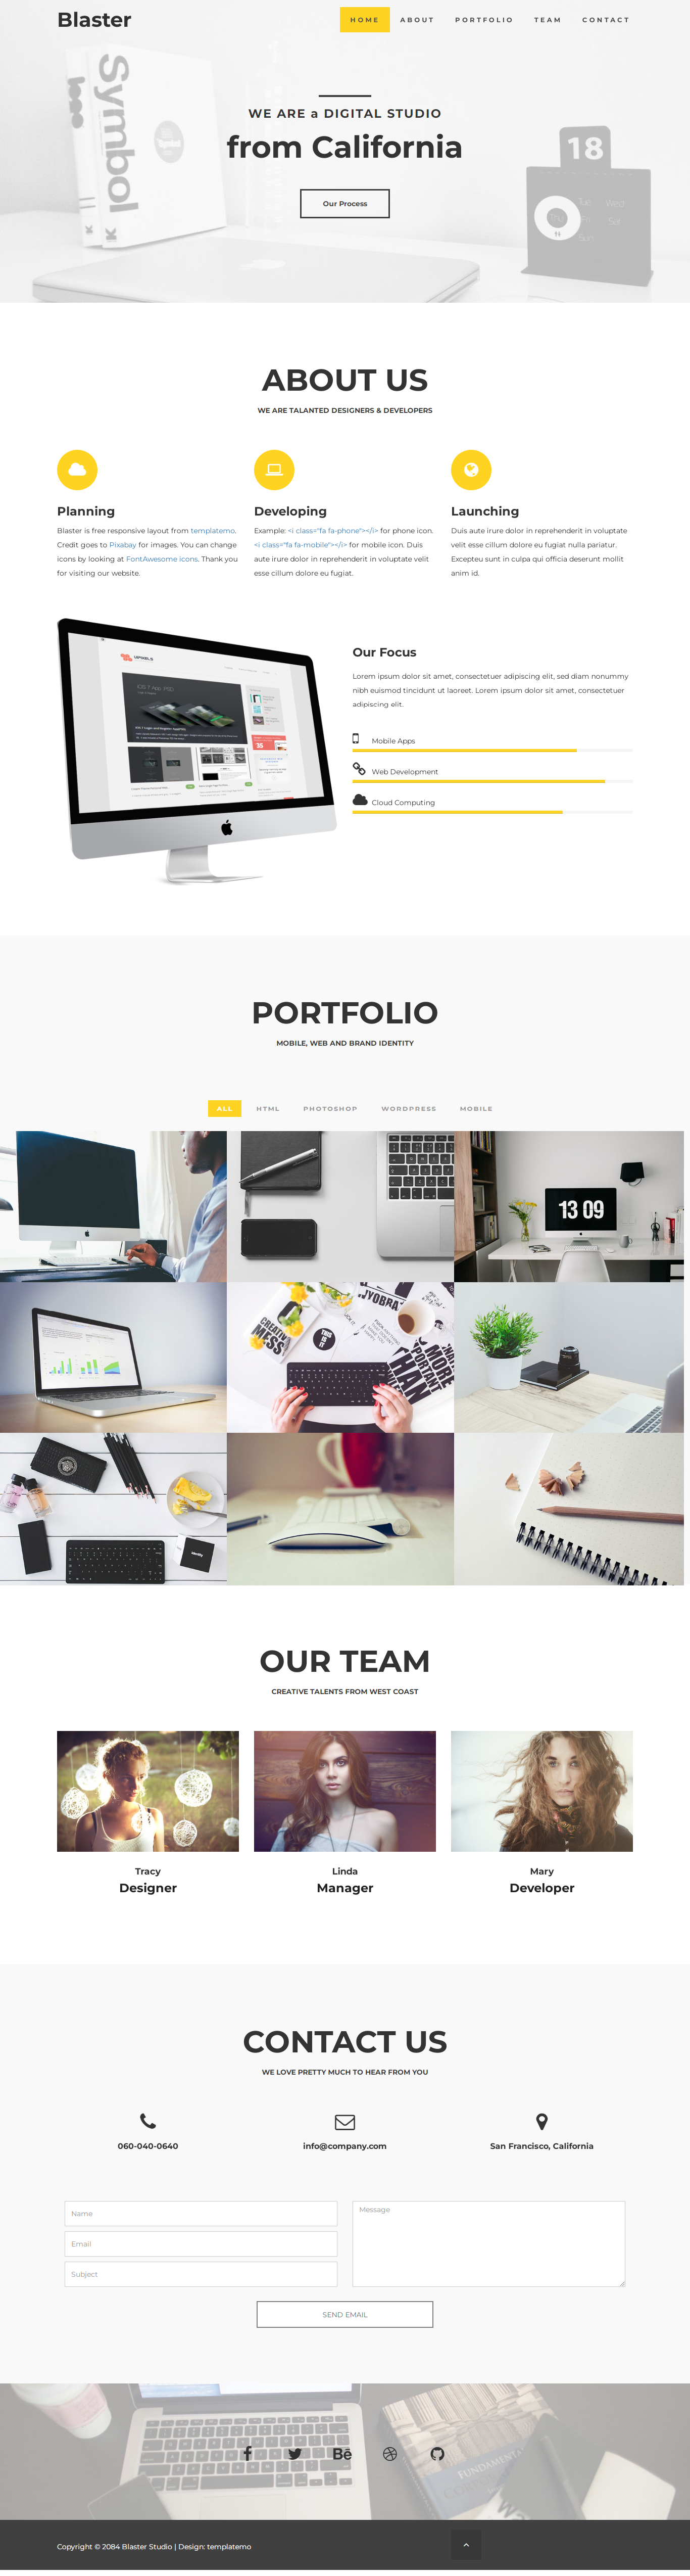 Blaster
HOME ABOUT PORTFOLIO TEAM CONTACT
Symbol
18
WE ARE a DIGITAL STUDIO
from California
Our Process
ABOUT US
WE ARE TALANTED DESIGNERS & DEVELOPERS
Planning
Blaster is free responsive layout from templatemo.
Credit goes to Pixabay for images. You can change
icons by looking at FontAwesome icons. Thank you
for visiting our website.
Developing
Example: <i class="fa fa-phone"></i> for phone icon.
<i class="fa fa-mobile"></i> for mobile icon. Duis
aute irure dolor in reprehenderit in voluptate velit
esse cillum dolore eu fugiat.
Launching
Duis aute irure dolor in reprehenderit in voluptate
velit esse cillum dolore eu fugiat nulla pariatur.
Excepteu sunt in culpa qui officia deserunt mollit
anim id.
Our Focus
Lorem ipsum dolor sit amet, consectetuer adipiscing elit, sed diam nonummy
nibh euismod tincidunt ut laoreet. Lorem ipsum dolor sit amet, consectetuer
adipiscing elit.
Mobile Apps
Web Development
Cloud Computing
PORTFOLIO
MOBILE, WEB AND BRAND IDENTITY
ALL HTML PHOTOSHOP WORDPRESS MOBILE
13 09
CREATIVE
MESS
THIS
IS IT
OUR TEAM
CREATIVE TALENTS FROM WEST COAST
Tracy
Designer
Linda
Manager
Mary
Developer
CONTACT US
WE LOVE PRETTY MUCH TO HEAR FROM YOU
060-040-0640
info@company.com
San Francisco, California
Name
Email
Subject
Message
SEND EMAIL
Bē
Copyright © 2084 Blaster Studio | Design: templatemo